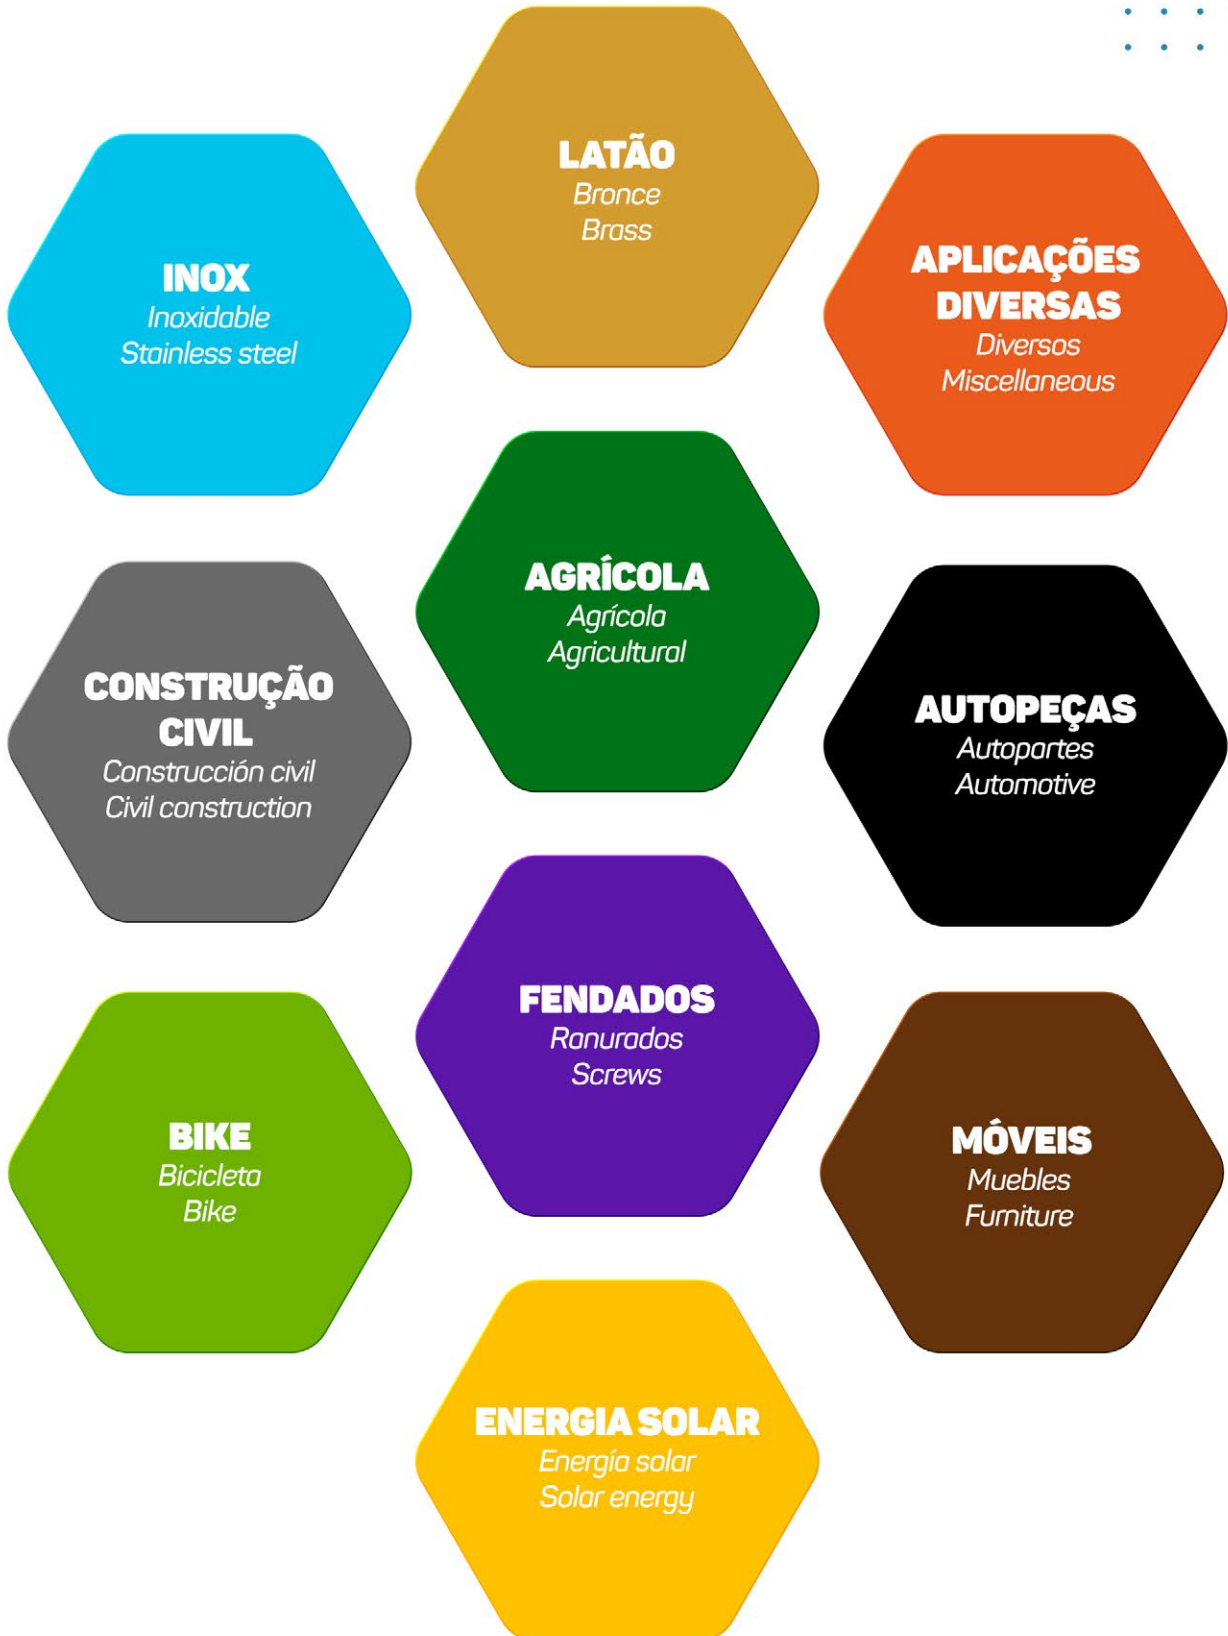 LATÃO
Bronce
Brass
INOX
Inoxidable
Stainless steel
APLICAÇÕES
DIVERSAS
Diversos
Miscellaneous
AGRÍCOLA
Agrícola
Agricultural
CONSTRUÇÃO
CIVIL
Construcción civil
Civil construction
AUTOPEÇAS
Autopartes
Automotive
FENDADOS
Ranurados
Screws
BIKE
Bicicleta
Bike
MÓVEIS
Muebles
Furniture
ENERGIA SOLAR
Energía solar
Solar energy